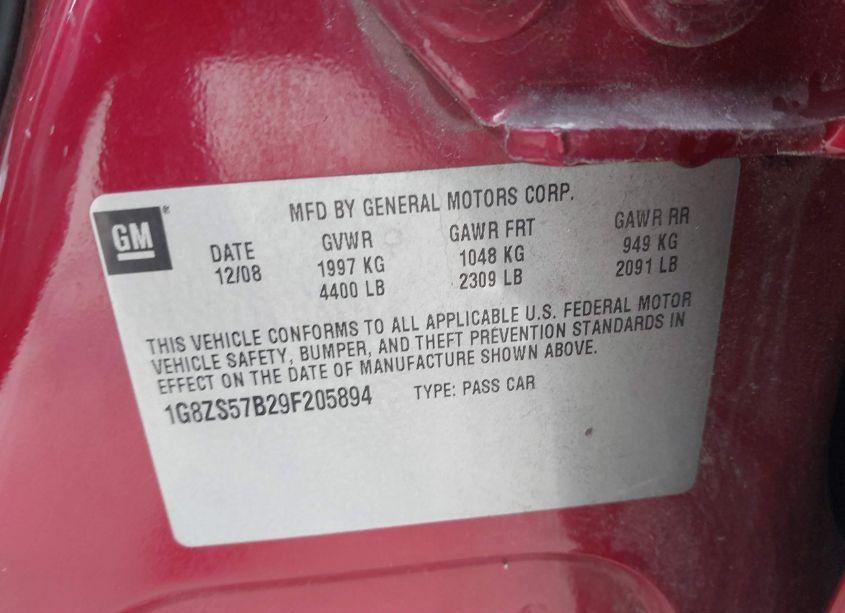 GM
MFD BY GENERAL MOTORS CORP.
DATE GVWR GAWR FRT GAWR RR
12/08 1997 KG 1048 KG 949 KG
4400 LB 2309 LB 2091 LB
THIS VEHICLE CONFORMS TO ALL APPLICABLE U.S. FEDERAL MOTOR
VEHICLE SAFETY, BUMPER, AND THEFT PREVENTION STANDARDS IN
EFFECT ON THE DATE OF MANUFACTURE SHOWN ABOVE.
1G8ZS57B29F205894 TYPE: PASS CAR